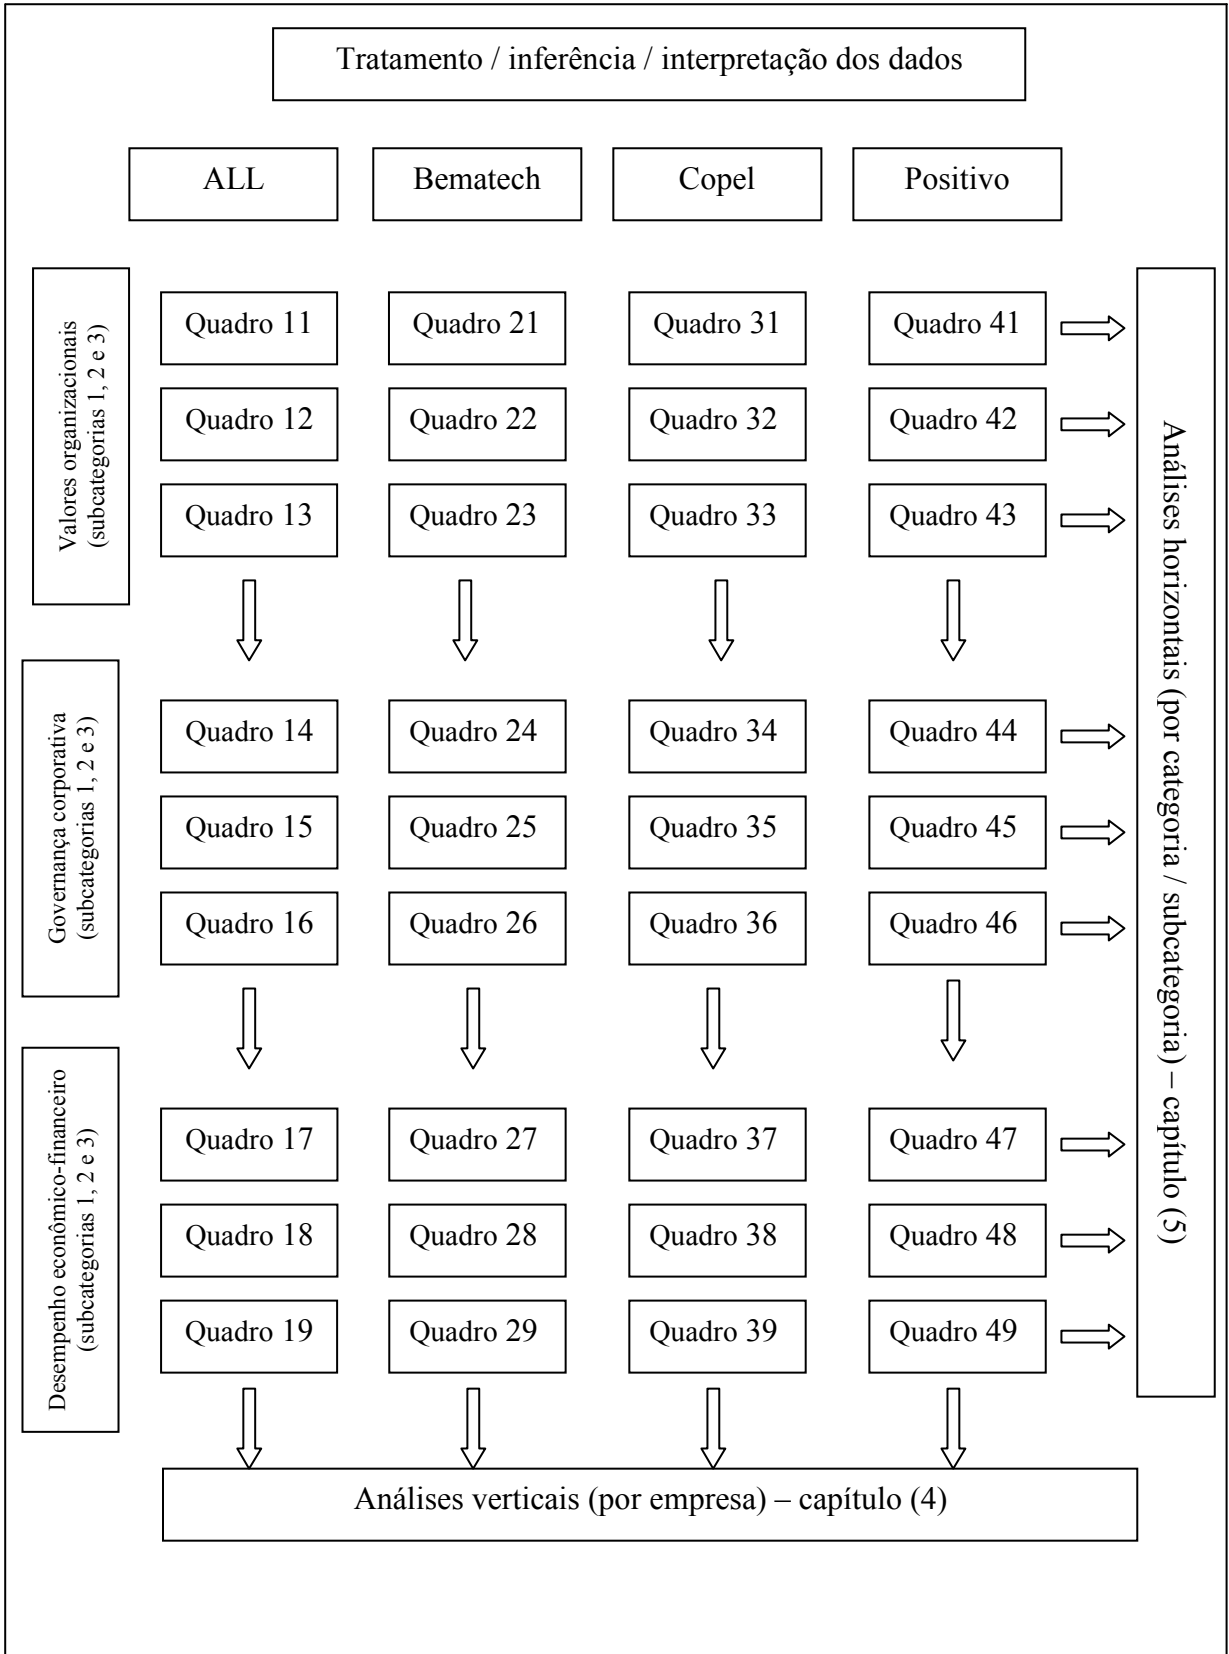 Tratamento / inferência / interpretação dos dados
ALL
Bematech
Copel
Positivo
Valores organizacionais
(subcategorias 1, 2 e 3)
Quadro 11
Quadro 21
Quadro 31
Quadro 41
Quadro 12
Quadro 22
Quadro 32
Quadro 42
Quadro 13
Quadro 23
Quadro 33
Quadro 43
Governança corporativa
(subcategorias 1, 2 e 3)
Quadro 14
Quadro 24
Quadro 34
Quadro 44
Quadro 15
Quadro 25
Quadro 35
Quadro 45
Quadro 16
Quadro 26
Quadro 36
Quadro 46
Desempenho econômico-financeiro
(subcategorias 1, 2 e 3)
Quadro 17
Quadro 27
Quadro 37
Quadro 47
Quadro 18
Quadro 28
Quadro 38
Quadro 48
Quadro 19
Quadro 29
Quadro 39
Quadro 49
Análises horizontais (por categoria / subcategoria) – capítulo (5)
Análises verticais (por empresa) – capítulo (4)